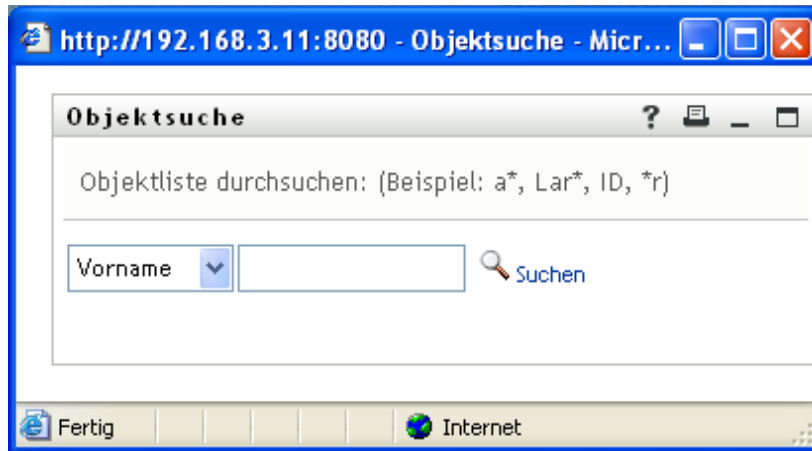 http://192.168.3.11:8080 - Objektsuche - Micr...
Objektsuche ?
Objektliste durchsuchen: (Beispiel: a*, Lar*, ID, *r)
Vorname Suchen
Fertig Internet